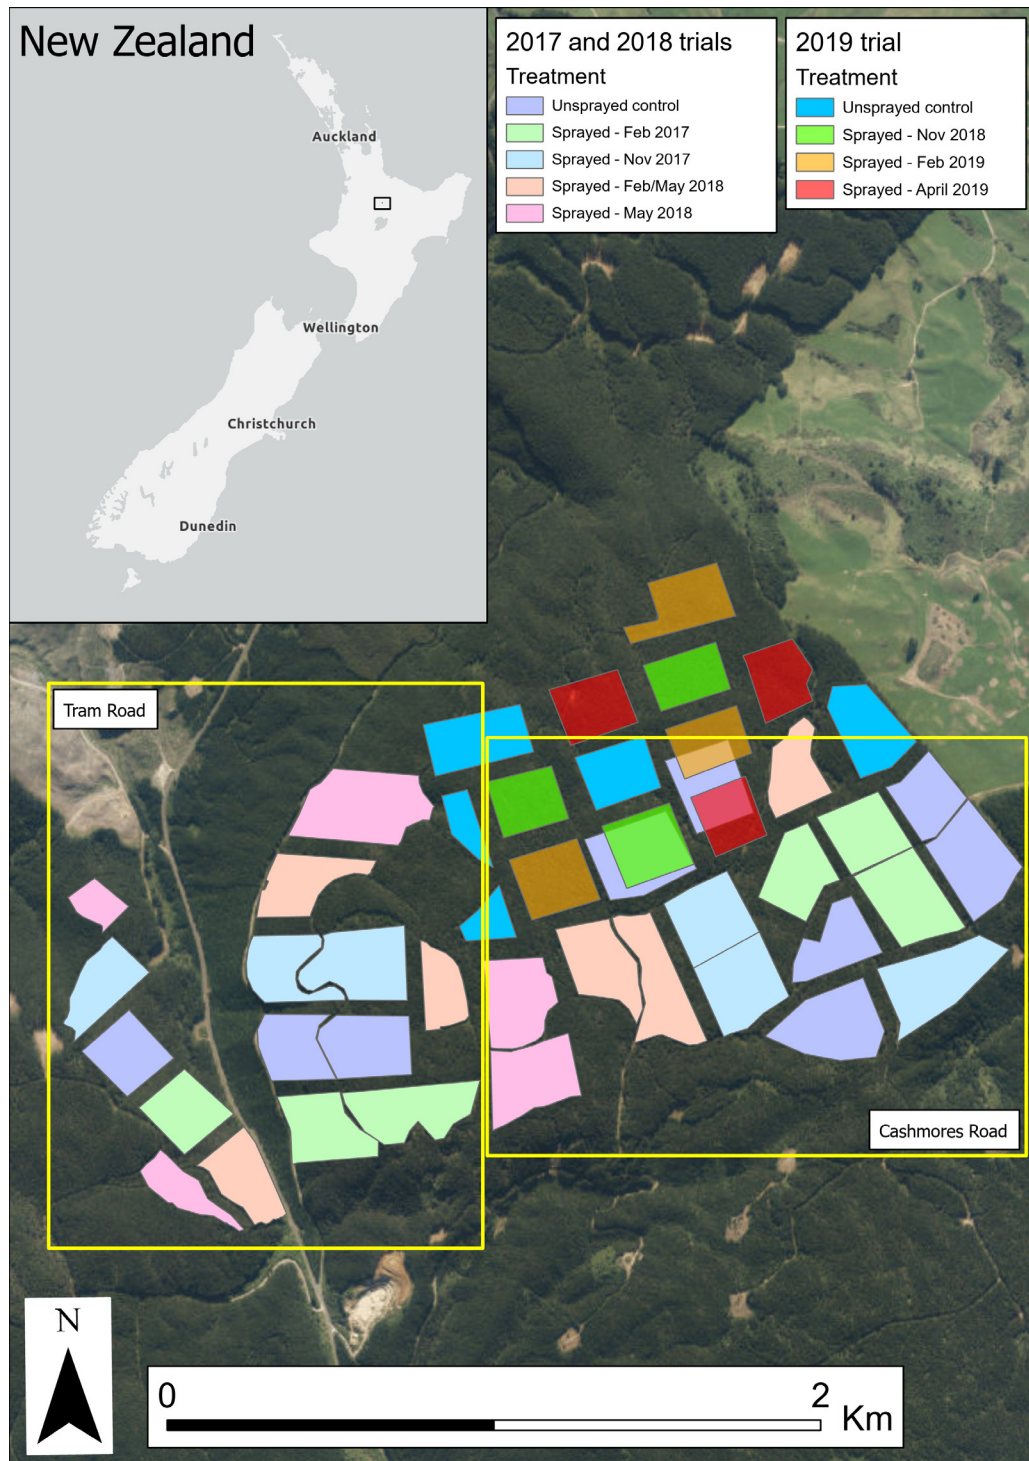 New Zealand
Auckland
Wellington
Christchurch
Dunedin
2017 and 2018 trials
Treatment
Unsprayed control
Sprayed - Feb 2017
Sprayed - Nov 2017
Sprayed - Feb/May 2018
Sprayed - May 2018
2019 trial
Treatment
Unsprayed control
Sprayed - Nov 2018
Sprayed - Feb 2019
Sprayed - April 2019
Tram Road
Cashmores Road
N
0
2
Km